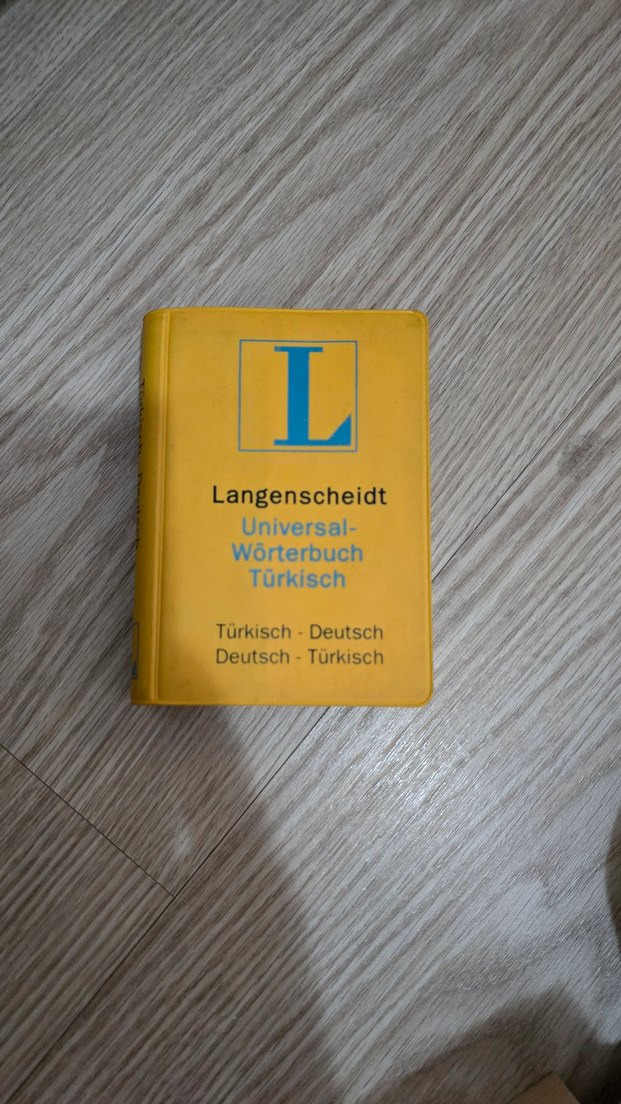 L
Langenscheidt
Universal-
Wörterbuch
Türkisch
Türkisch - Deutsch
Deutsch - Türkisch